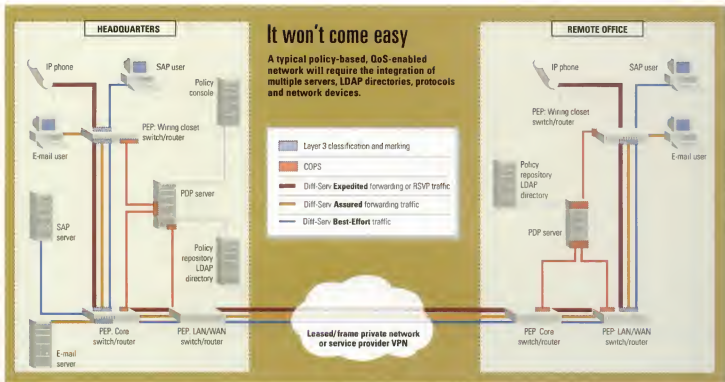 HEADQUARTERS
IP phone
SAP user
Policy
console
E-mail user
PEP: Wiring closet
switch/router
SAP
server
PDP server
Policy
repository
LDAP
directory
PEP: Core
switch/router
PEP: LAN/WAN
switch/router
E-mail
server
It won't come easy
A typical policy-based, QoS-enabled
network will require the integration of
multiple servers, LDAP directories, protocols
and network devices.
Layer 3 classification and marking
COPS
Diff-Serv Expedited forwarding or RSVP traffic
Diff-Serv Assured forwarding traffic
Diff-Serv Best-Effort traffic
Leased/frame private network
or service provider VPN
REMOTE OFFICE
IP phone
SAP user
PEP: Wiring closet
switch/router
E-mail user
Policy
repository
LDAP
directory
PDP server
PEP: Core
switch/router
PEP: LAN/WAN
switch/router